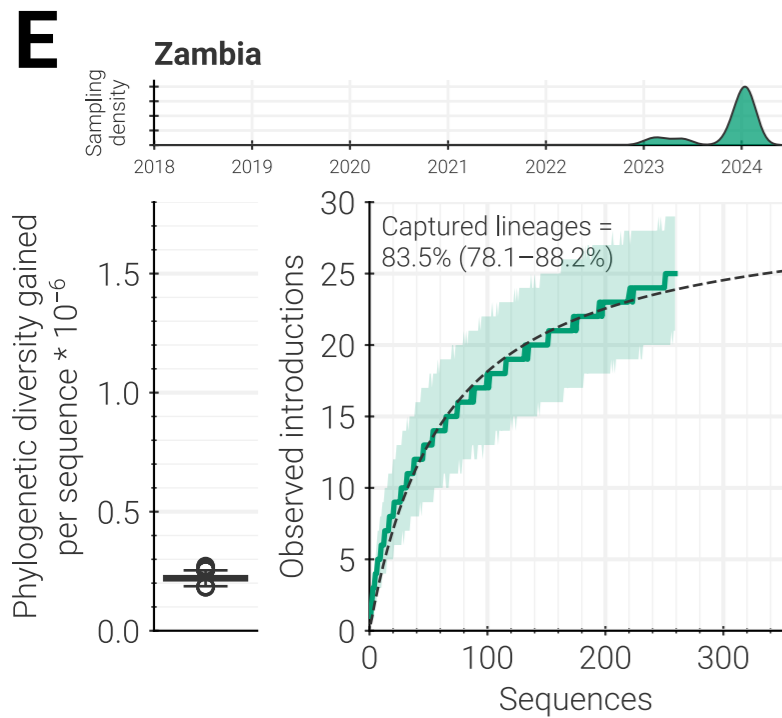 E
Zambia
Sampling
density
2018 2019 2020 2021 2022 2023 2024
Phylogenetic diversity gained
per sequence * 10⁻⁶
1.5
1.0
0.5
0.0
Observed introductions
30
25
20
15
10
5
0
Captured lineages =
83.5% (78.1–88.2%)
0 100 200 300
Sequences